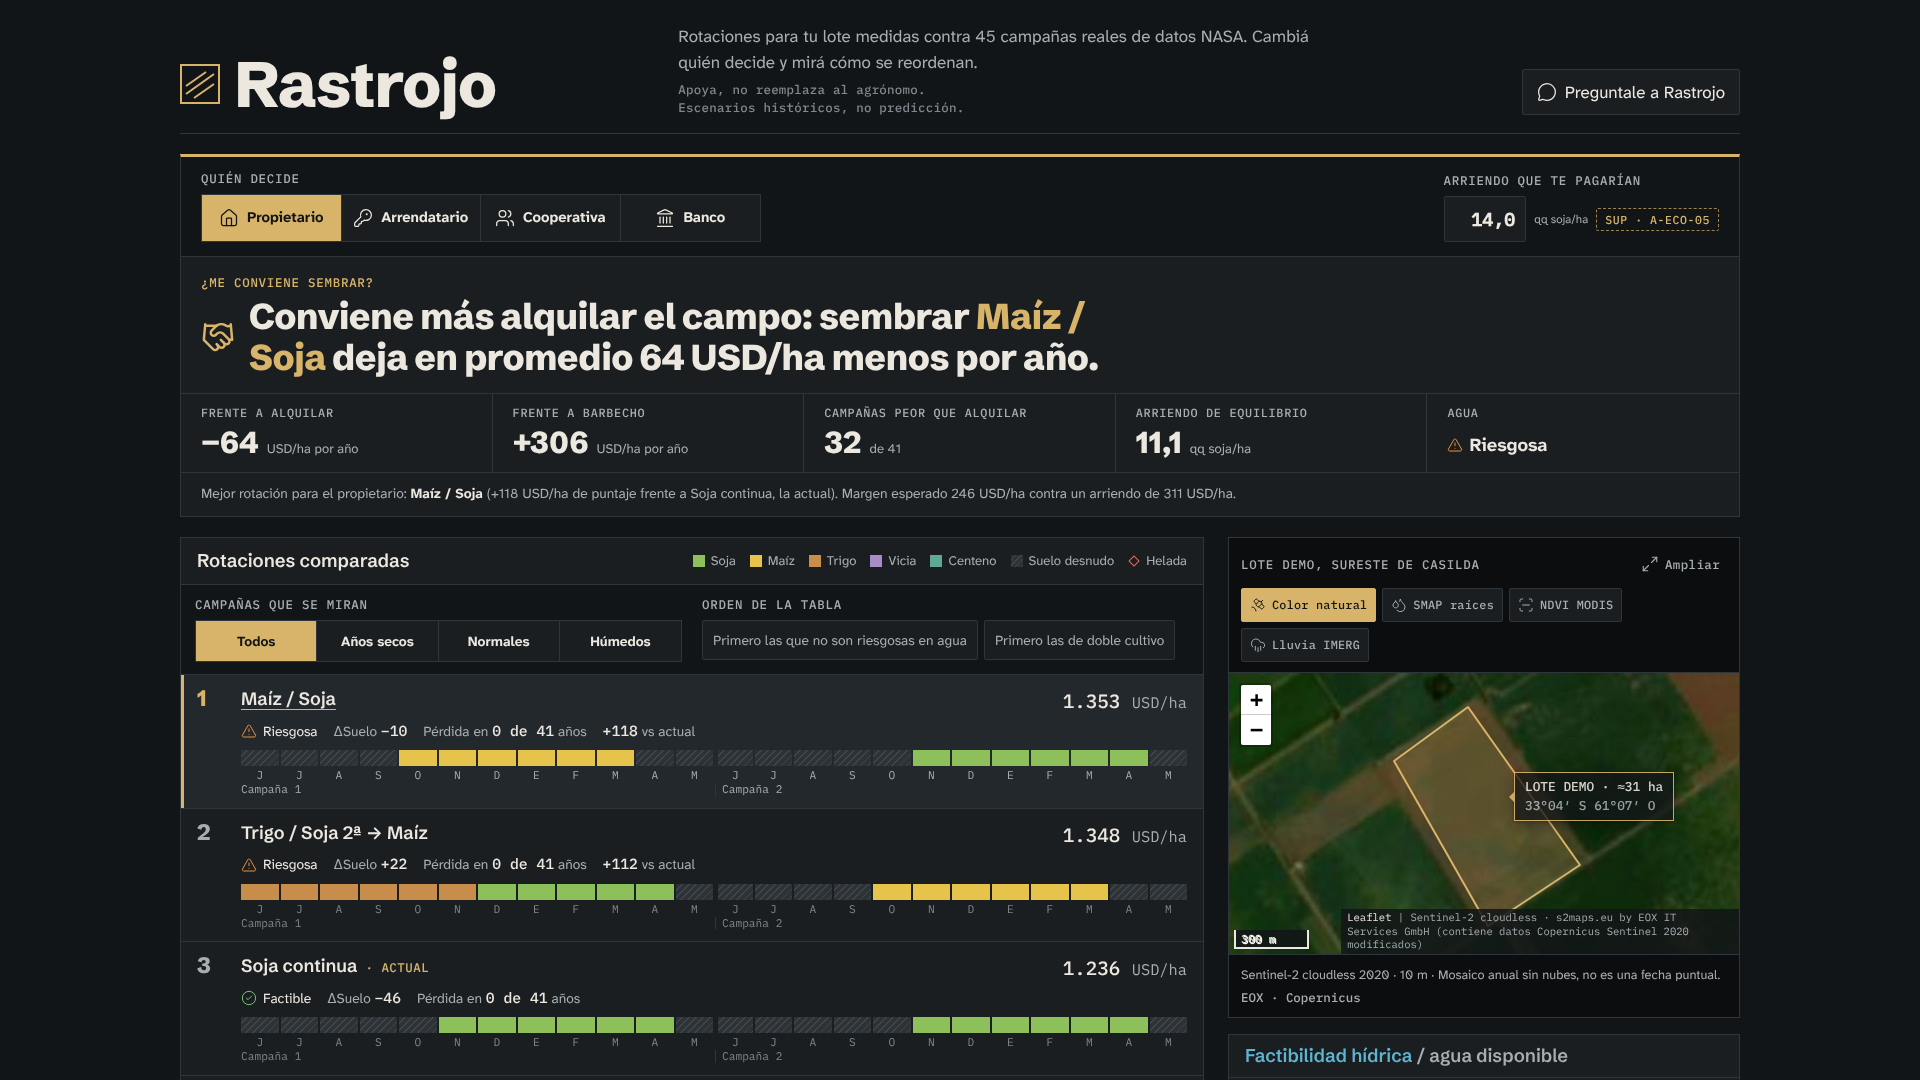 Rastrojo
Rotaciones para tu lote medidas contra 45 campañas reales de datos NASA. Cambiá
quién decide y mirá cómo se reordenan.
Apoya, no reemplaza al agrónomo.
Escenarios históricos, no predicción.
Preguntale a Rastrojo
QUIÉN DECIDE
Propietario
Arrendatario
Cooperativa
Banco
ARRIENDO QUE TE PAGARÍAN
14,0 qq soja/ha SUP · A-ECO-05
¿ME CONVIENE SEMBRAR?
Conviene más alquilar el campo: sembrar Maíz /
Soja deja en promedio 64 USD/ha menos por año.
FRENTE A ALQUILAR
−64 USD/ha por año
FRENTE A BARBECHO
+306 USD/ha por año
CAMPAÑAS PEOR QUE ALQUILAR
32 de 41
ARRIENDO DE EQUILIBRIO
11,1 qq soja/ha
AGUA
Riesgosa
Mejor rotación para el propietario: Maíz / Soja (+118 USD/ha de puntaje frente a Soja continua, la actual). Margen esperado 246 USD/ha contra un arriendo de 311 USD/ha.
Rotaciones comparadas
Soja Maíz Trigo Vicia Centeno Suelo desnudo Helada
CAMPAÑAS QUE SE MIRAN
Todos Años secos Normales Húmedos
ORDEN DE LA TABLA
Primero las que no son riesgosas en agua
Primero las de doble cultivo
1 Maíz / Soja 1.353 USD/ha
Riesgosa ΔSuelo −10 Pérdida en 0 de 41 años +118 vs actual
J J A S O N D E F M A M J J A S O N D E F M A M
Campaña 1 Campaña 2
2 Trigo / Soja 2ª → Maíz 1.348 USD/ha
Riesgosa ΔSuelo +22 Pérdida en 0 de 41 años +112 vs actual
J J A S O N D E F M A M J J A S O N D E F M A M
Campaña 1 Campaña 2
3 Soja continua · ACTUAL 1.236 USD/ha
Factible ΔSuelo −46 Pérdida en 0 de 41 años
J J A S O N D E F M A M J J A S O N D E F M A M
Campaña 1 Campaña 2
LOTE DEMO, SURESTE DE CASILDA
Ampliar
Color natural SMAP raíces NDVI MODIS
Lluvia IMERG
+
−
LOTE DEMO · ≈31 ha
33°04′ S 61°07′ O
300 m
Leaflet | Sentinel-2 cloudless · s2maps.eu by EOX IT
Services GmbH (contiene datos Copernicus Sentinel 2020
modificados)
Sentinel-2 cloudless 2020 · 10 m · Mosaico anual sin nubes, no es una fecha puntual.
EOX · Copernicus
Factibilidad hídrica / agua disponible